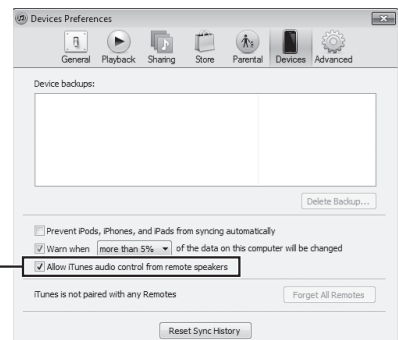 Devices Preferences
General Playback Sharing Store Parental Devices Advanced
Device backups:
Delete Backup...
Prevent iPods, iPhones, and iPads from syncing automatically
Warn when more than 5% of the data on this computer will be changed
Allow iTunes audio control from remote speakers
iTunes is not paired with any Remotes
Forget All Remotes
Reset Sync History